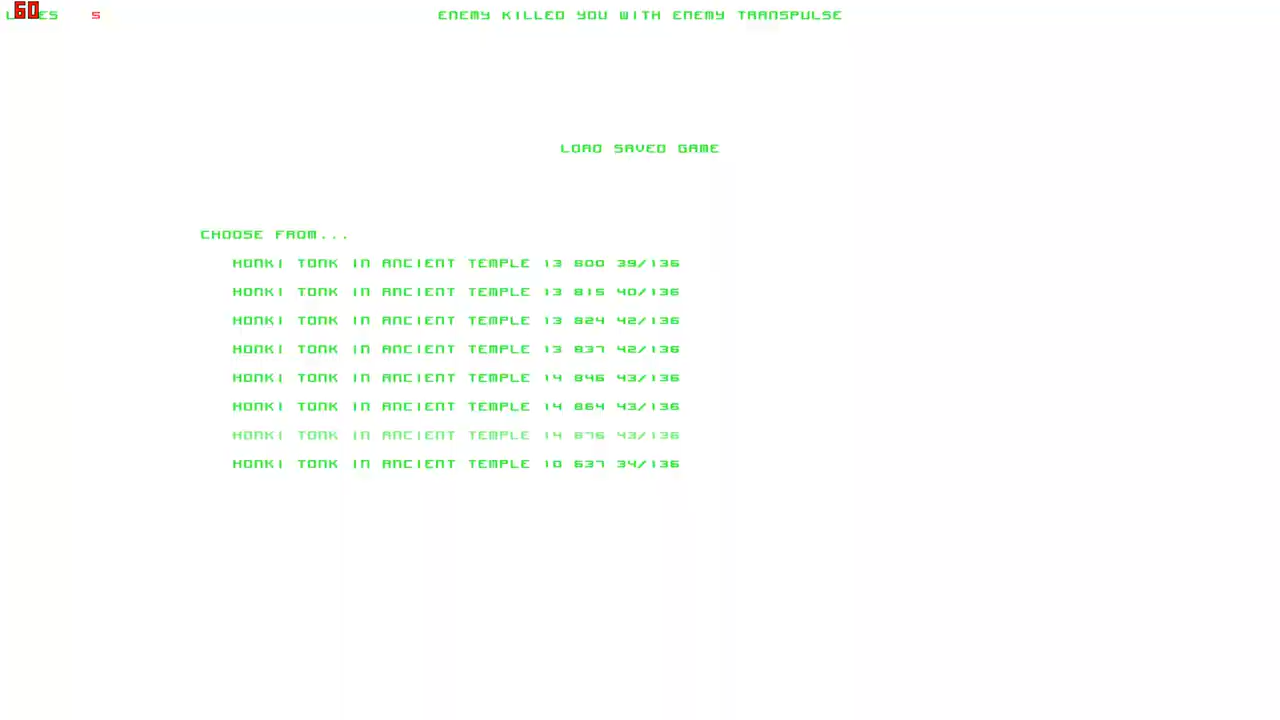 60 ES 5 ENEMY KILLED YOU WITH ENEMY TRANSPULSE
LOAD SAVED GAME
CHOOSE FROM...
HONKI TONK IN ANCIENT TEMPLE 13 800 39/136
HONKI TONK IN ANCIENT TEMPLE 13 815 40/136
HONKI TONK IN ANCIENT TEMPLE 13 824 42/136
HONKI TONK IN ANCIENT TEMPLE 13 837 42/136
HONKI TONK IN ANCIENT TEMPLE 14 846 43/136
HONKI TONK IN ANCIENT TEMPLE 14 864 43/136
HONKI TONK IN ANCIENT TEMPLE 14 876 43/136
HONKI TONK IN ANCIENT TEMPLE 10 637 34/136